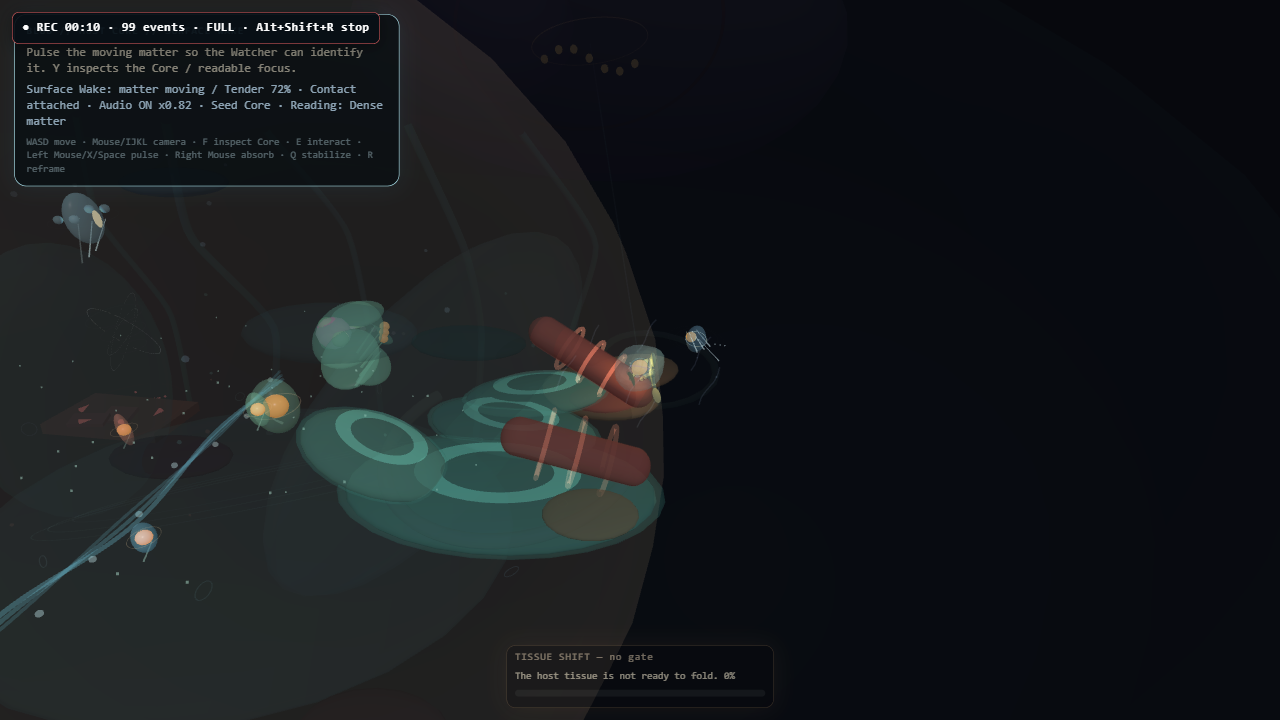 ● REC 00:10 · 99 events · FULL · Alt+Shift+R stop
Pulse the moving matter so the Watcher can identify
it. Y inspects the Core / readable focus.
Surface Wake: matter moving / Tender 72% · Contact
attached · Audio ON x0.82 · Seed Core · Reading: Dense
matter
WASD move · Mouse/IJKL camera · F inspect Core · E interact ·
Left Mouse/X/Space pulse · Right Mouse absorb · Q stabilize · R
reframe
TISSUE SHIFT — no gate
The host tissue is not ready to fold. 0%